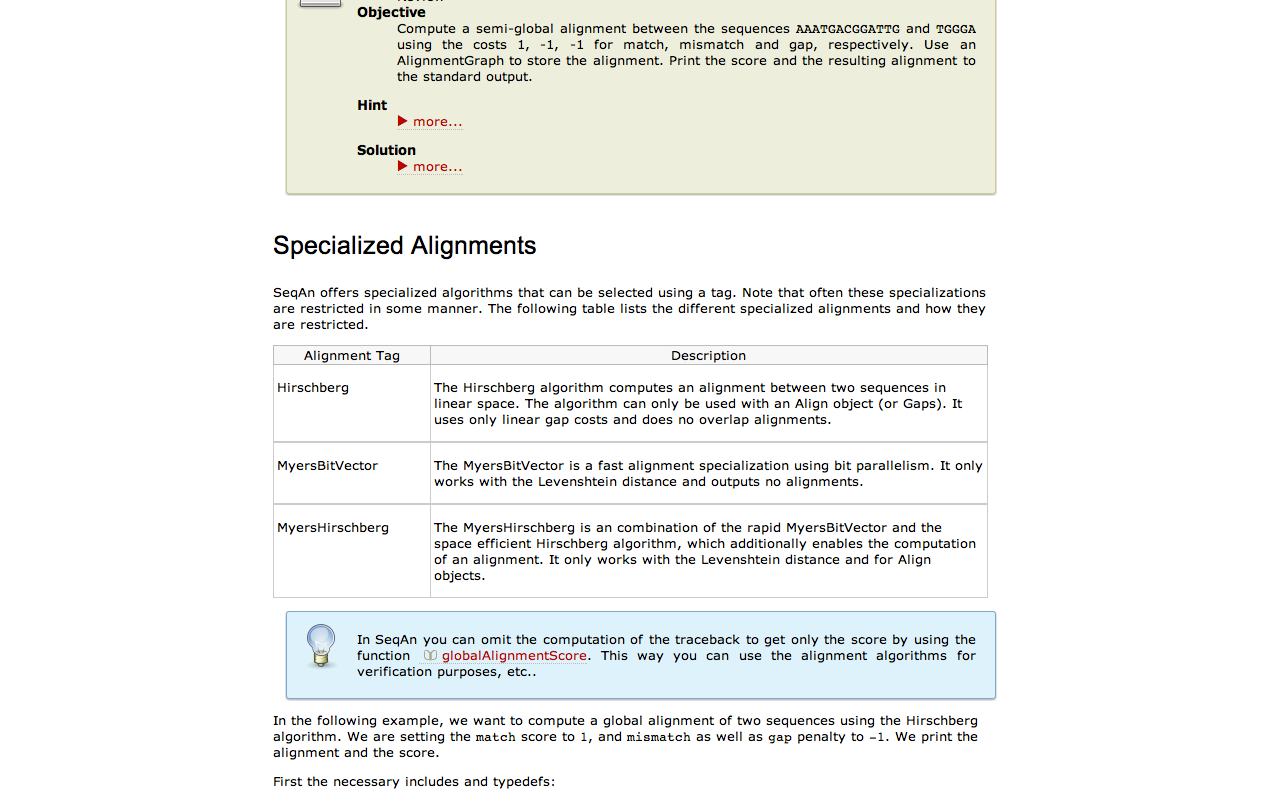 Objective
Compute a semi-global alignment between the sequences AAATGACGGATTG and TGGGA
using the costs 1, -1, -1 for match, mismatch and gap, respectively. Use an
AlignmentGraph to store the alignment. Print the score and the resulting alignment to
the standard output.
Hint
more...
Solution
more...
Specialized Alignments
SeqAn offers specialized algorithms that can be selected using a tag. Note that often these specializations
are restricted in some manner. The following table lists the different specialized alignments and how they
are restricted.
Alignment Tag Description
Hirschberg The Hirschberg algorithm computes an alignment between two sequences in
linear space. The algorithm can only be used with an Align object (or Gaps). It
uses only linear gap costs and does no overlap alignments.
MyersBitVector The MyersBitVector is a fast alignment specialization using bit parallelism. It only
works with the Levenshtein distance and outputs no alignments.
MyersHirschberg The MyersHirschberg is an combination of the rapid MyersBitVector and the
space efficient Hirschberg algorithm, which additionally enables the computation
of an alignment. It only works with the Levenshtein distance and for Align
objects.
In SeqAn you can omit the computation of the traceback to get only the score by using the
function globalAlignmentScore. This way you can use the alignment algorithms for
verification purposes, etc..
In the following example, we want to compute a global alignment of two sequences using the Hirschberg
algorithm. We are setting the match score to 1, and mismatch as well as gap penalty to -1. We print the
alignment and the score.
First the necessary includes and typedefs: